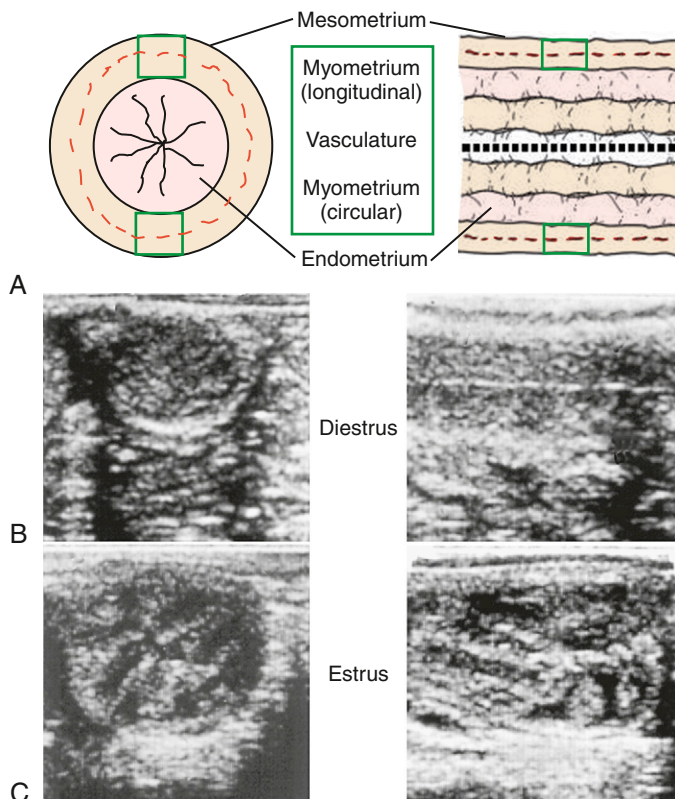 Mesometrium
Myometrium
(longitudinal)
Vasculature
Myometrium
(circular)
Endometrium
A
Diestrus
B
Estrus
C